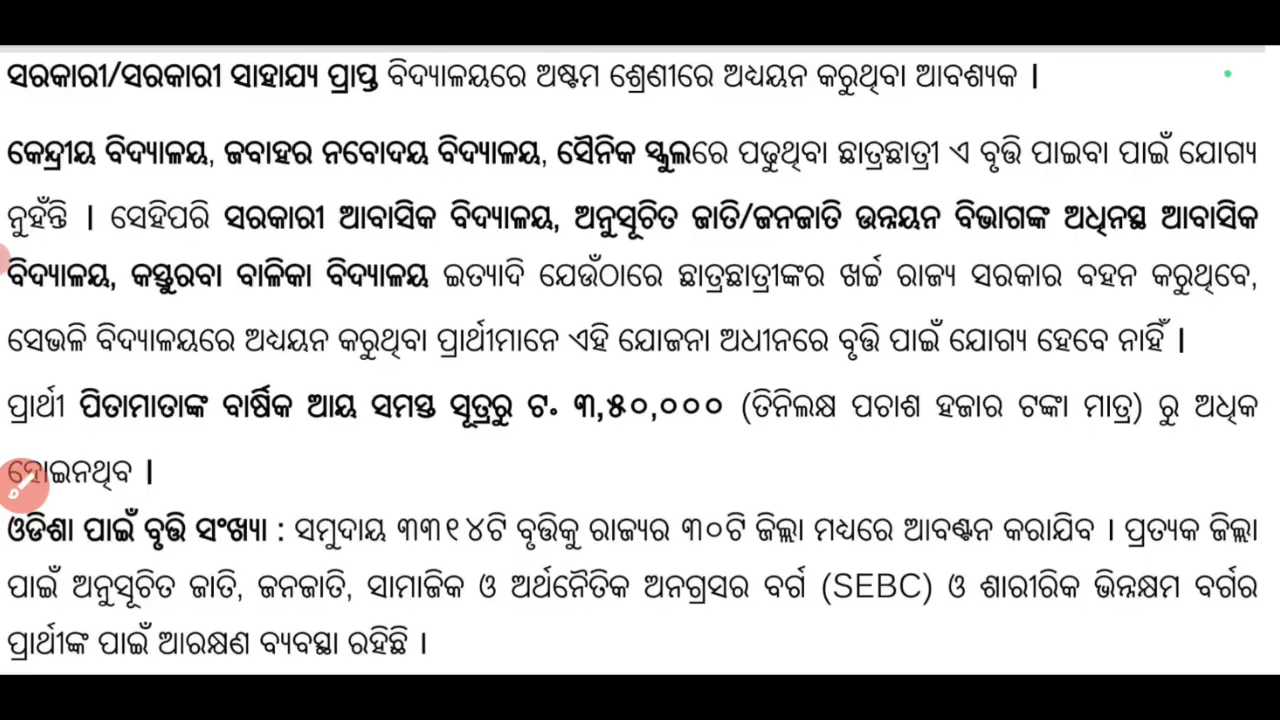 ସରକାରୀ/ସରକାରୀ ସାହାଯ୍ୟ ପ୍ରାପ୍ତ ବିଦ୍ୟାଳୟରେ ଅଷ୍ଟମ ଶ୍ରେଣୀରେ ଅଧ୍ୟୟନ କରୁଥିବା ଆବଶ୍ୟକ |
କେନ୍ଦ୍ରୀୟ ବିଦ୍ୟାଳୟ, ଜବାହର ନବୋଦୟ ବିଦ୍ୟାଳୟ, ସୈନିକ ସ୍କୁଲରେ ପଢୁଥିବା ଛାତ୍ରଛାତ୍ରୀ ଏ ବୃତ୍ତି ପାଇବା ପାଇଁ ଯୋଗ୍ୟ
ନୁହଁନ୍ତି | ସେହିପରି ସରକାରୀ ଆବାସିକ ବିଦ୍ୟାଳୟ, ଅନୁସୂଚିତ ଜାତି/ଜନଜାତି ଉନ୍ନୟନ ବିଭାଗଙ୍କ ଅଧିନସ୍ଥ ଆବାସିକ
ବିଦ୍ୟାଳୟ, କସ୍ତୁରବା ବାଳିକା ବିଦ୍ୟାଳୟ ଇତ୍ୟାଦି ଯେଉଁଠାରେ ଛାତ୍ରଛାତ୍ରୀଙ୍କର ଖର୍ଚ୍ଚ ରାଜ୍ୟ ସରକାର ବହନ କରୁଥିବେ,
ସେଭଳି ବିଦ୍ୟାଳୟରେ ଅଧ୍ୟୟନ କରୁଥିବା ପ୍ରାର୍ଥୀମାନେ ଏହି ଯୋଜନା ଅଧୀନରେ ବୃତ୍ତି ପାଇଁ ଯୋଗ୍ୟ ହେବେ ନାହିଁ |
ପ୍ରାର୍ଥୀ ପିତାମାତାଙ୍କ ବାର୍ଷିକ ଆୟ ସମସ୍ତ ସୂତ୍ରରୁ ଟ. ୩,୫୦,୦୦୦ (ତିନିଲକ୍ଷ ପଚାଶ ହଜାର ଟଙ୍କା ମାତ୍ର) ରୁ ଅଧିକ
ହୋଇନଥିବ |
ଓଡିଶା ପାଇଁ ବୃତ୍ତି ସଂଖ୍ୟା : ସମୁଦାୟ ୩୩୧୪ଟି ବୃତ୍ତିକୁ ରାଜ୍ୟର ୩୦ଟି ଜିଲ୍ଲା ମଧ୍ୟରେ ଆବଣ୍ଟନ କରାଯିବ । ପ୍ରତ୍ୟକ ଜିଲ୍ଲା
ପାଇଁ ଅନୁସୂଚିତ ଜାତି, ଜନଜାତି, ସାମାଜିକ ଓ ଅର୍ଥନୈତିକ ଅନଗ୍ରସର ବର୍ଗ (SEBC) ଓ ଶାରୀରିକ ଭିନ୍ନକ୍ଷମ ବର୍ଗର
ପ୍ରାର୍ଥୀଙ୍କ ପାଇଁ ଆରକ୍ଷଣ ବ୍ୟବସ୍ଥା ରହିଛି ।